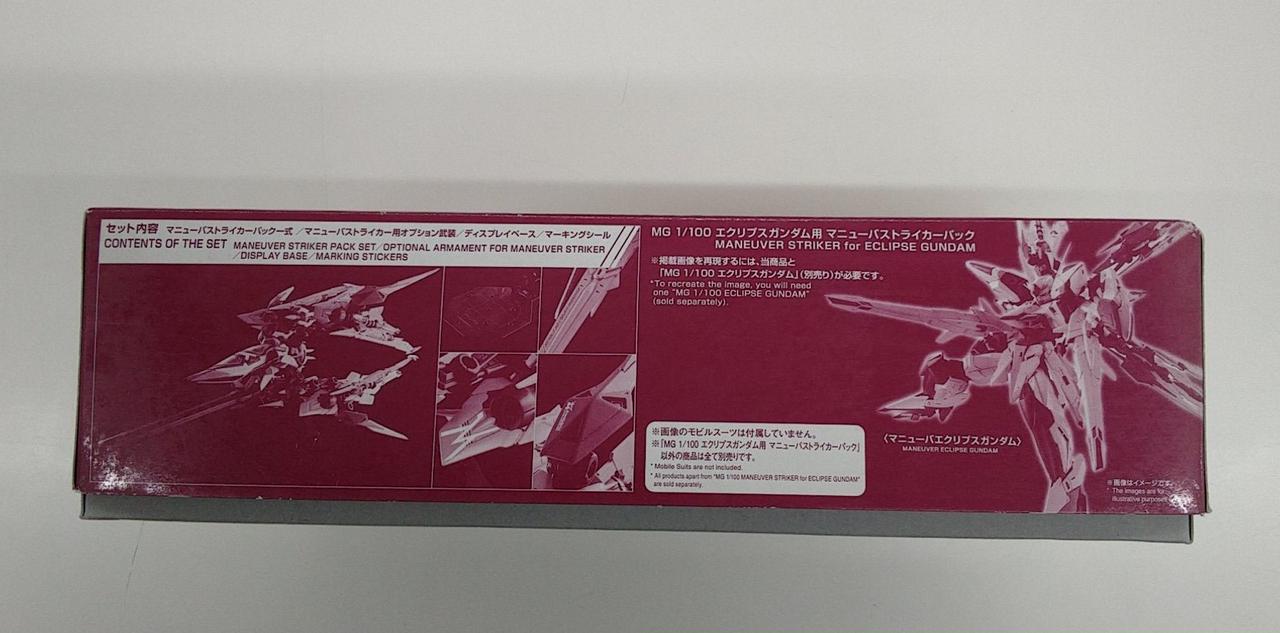 セット内容 マニューバストライカーパック一式／マニューバストライカー用オプション武装／ディスプレイベース／マーキングシール
CONTENTS OF THE SET MANEUVER STRIKER PACK SET／OPTIONAL ARMAMENT FOR MANEUVER STRIKER
／DISPLAY BASE／MARKING STICKERS
MG 1/100 エクリプスガンダム用 マニューバストライカーパック
MANEUVER STRIKER for ECLIPSE GUNDAM
※掲載画像を再現するには、当商品と
「MG 1/100 エクリプスガンダム」(別売り)が必要です。
*To recreate the image, you will need
one "MG 1/100 ECLIPSE GUNDAM"
(sold separately).
※画像のモビルスーツは付属していません。
※「MG 1/100 エクリプスガンダム用 マニューバストライカーパック」
以外の商品は全て別売りです。
* Mobile Suits are not included.
* All products apart from "MG 1/100 MANEUVER STRIKER for ECLIPSE GUNDAM"
are sold separately.
〈マニューバエクリプスガンダム〉
MANEUVER ECLIPSE GUNDAM
※画像はイメージです。
* The images are for
illustrative purposes